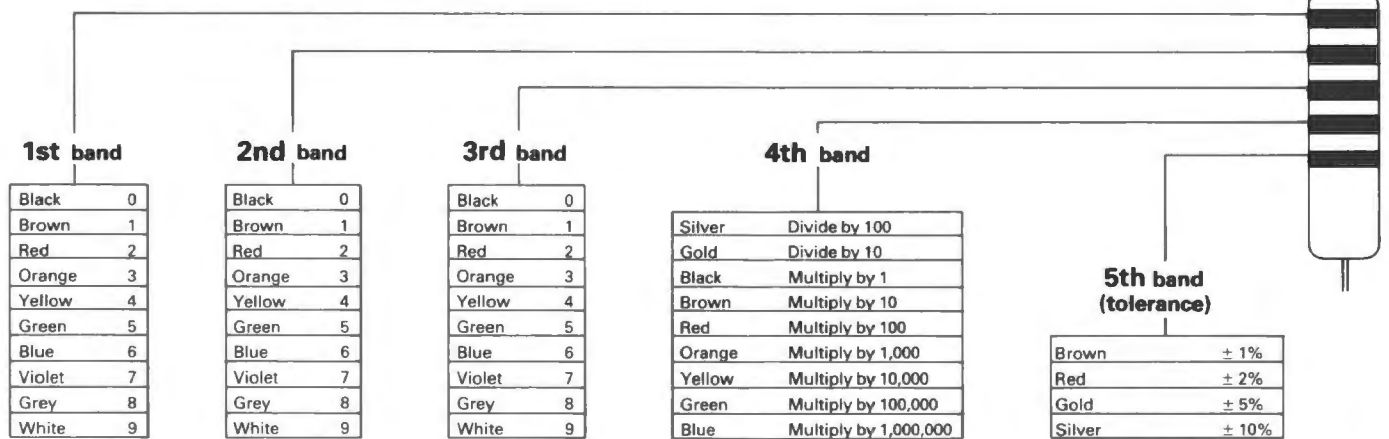 1st band
Black 0
Brown 1
Red 2
Orange 3
Yellow 4
Green 5
Blue 6
Violet 7
Grey 8
White 9
2nd band
Black 0
Brown 1
Red 2
Orange 3
Yellow 4
Green 5
Blue 6
Violet 7
Grey 8
White 9
3rd band
Black 0
Brown 1
Red 2
Orange 3
Yellow 4
Green 5
Blue 6
Violet 7
Grey 8
White 9
4th band
Silver Divide by 100
Gold Divide by 10
Black Multiply by 1
Brown Multiply by 10
Red Multiply by 100
Orange Multiply by 1,000
Yellow Multiply by 10,000
Green Multiply by 100,000
Blue Multiply by 1,000,000
5th band
(tolerance)
Brown ± 1%
Red ± 2%
Gold ± 5%
Silver ± 10%